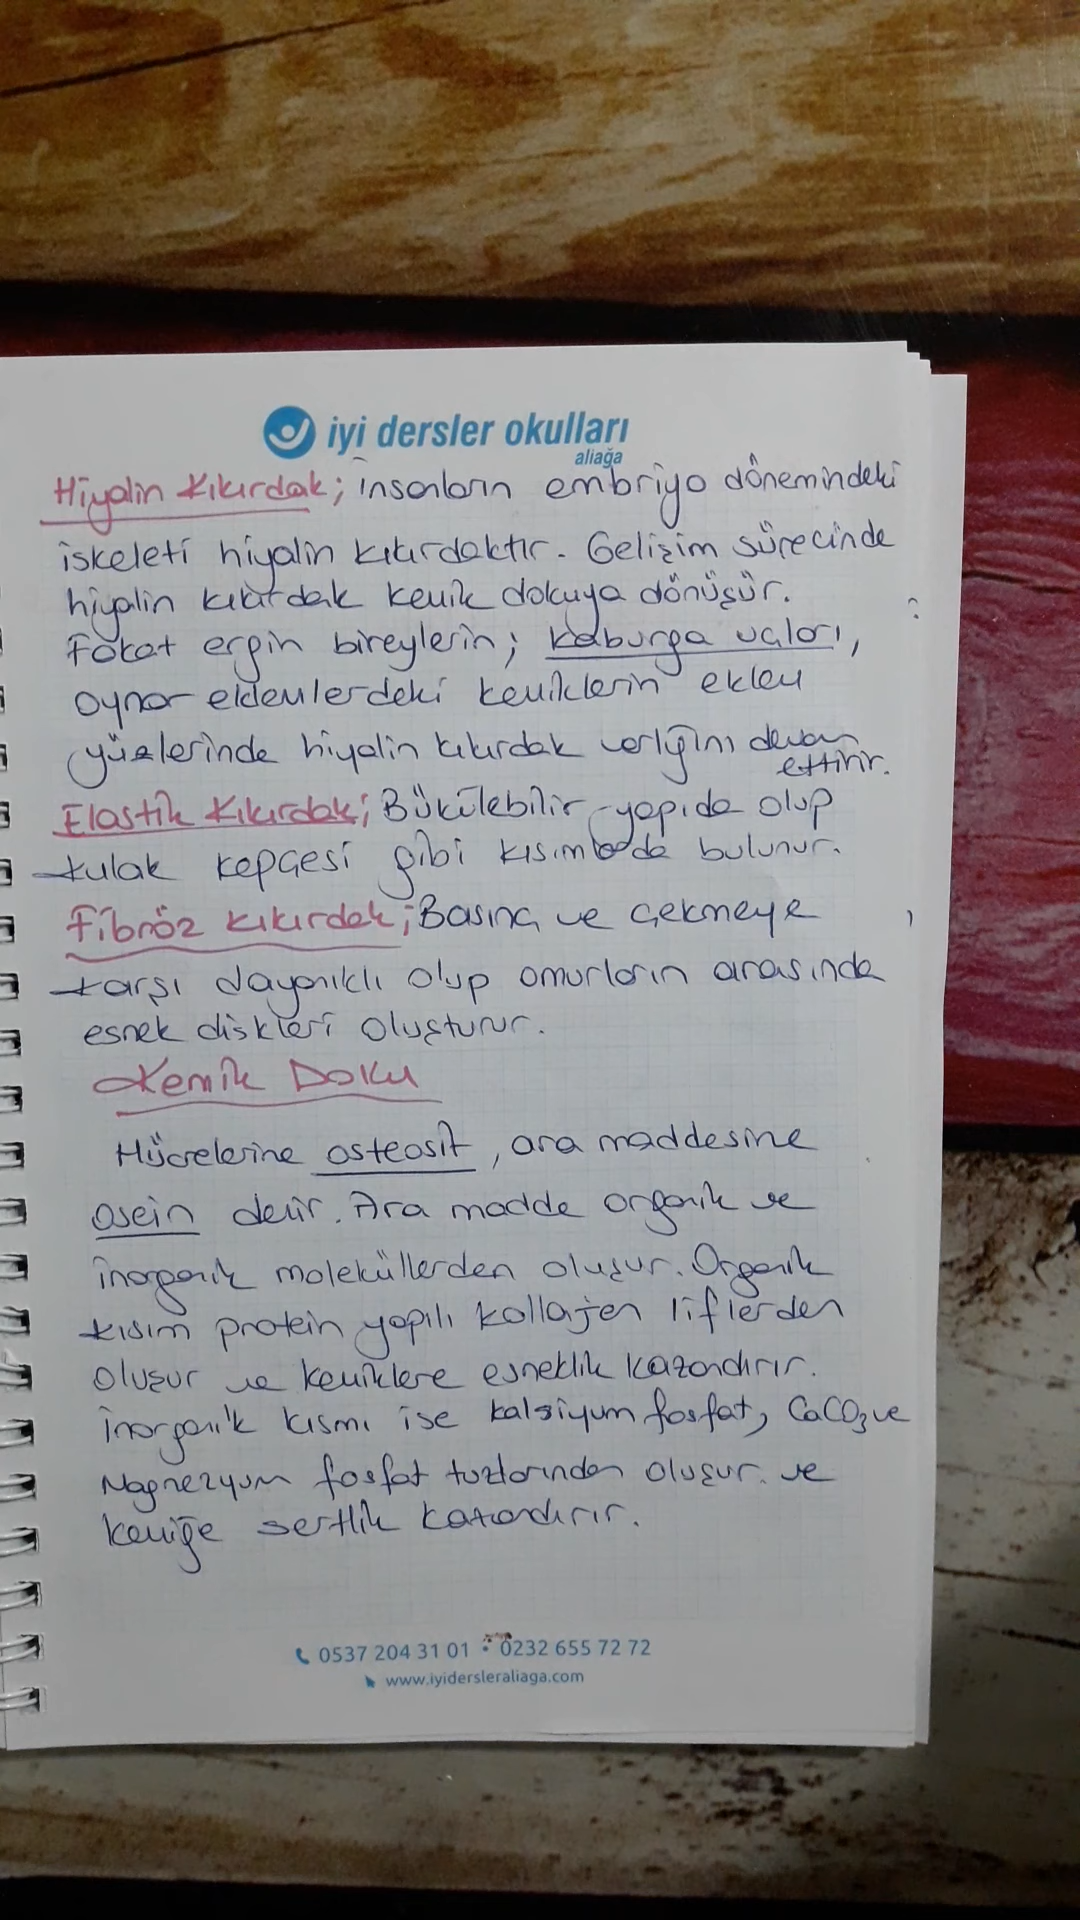 iyi dersler okulları
aliağa
Hiyalin Kıkırdak; insanların embriyo dönemindeki
iskeleti hiyalin kıkırdaktır. Gelişim sürecinde
hiyalin kıkırdak kemik dokuya dönüşür.
Fakat ergin bireylerin; kaburga uçları,
oynar eklemlerdeki kemiklerin eklem
yüzlerinde hiyalin kıkırdak varlığını devam
ettirir.
Elastik Kıkırdak; Bükülebilir yapıda olup
kulak kepçesi gibi kısımlarda bulunur.
Fibröz kıkırdak; Basınç ve çekmeye
karşı dayanıklı olup omurların arasında
esnek diskleri oluşturur.
Kemik Doku
Hücrelerine osteosit, ara maddesine
osein denir. Ara madde organik ve
inorganik moleküllerden oluşur. Organik
kısım protein yapılı kollajen liflerden
oluşur ve kemiklere esneklik kazandırır.
inorganik kısmı ise kalsiyum fosfat, CaCO3 ve
Magnezyum fosfat tuzlarından oluşur. ve
kemiğe sertlik kazandırır.
0537 204 31 01 : 0232 655 72 72
www.iyidersleraliaga.com